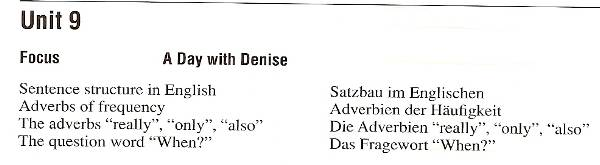 Unit 9
Focus A Day with Denise
Sentence structure in English Satzbau im Englischen
Adverbs of frequency Adverbien der Häufigkeit
The adverbs "really", "only", "also" Die Adverbien "really", "only", "also"
The question word "When?" Das Fragewort "When?"